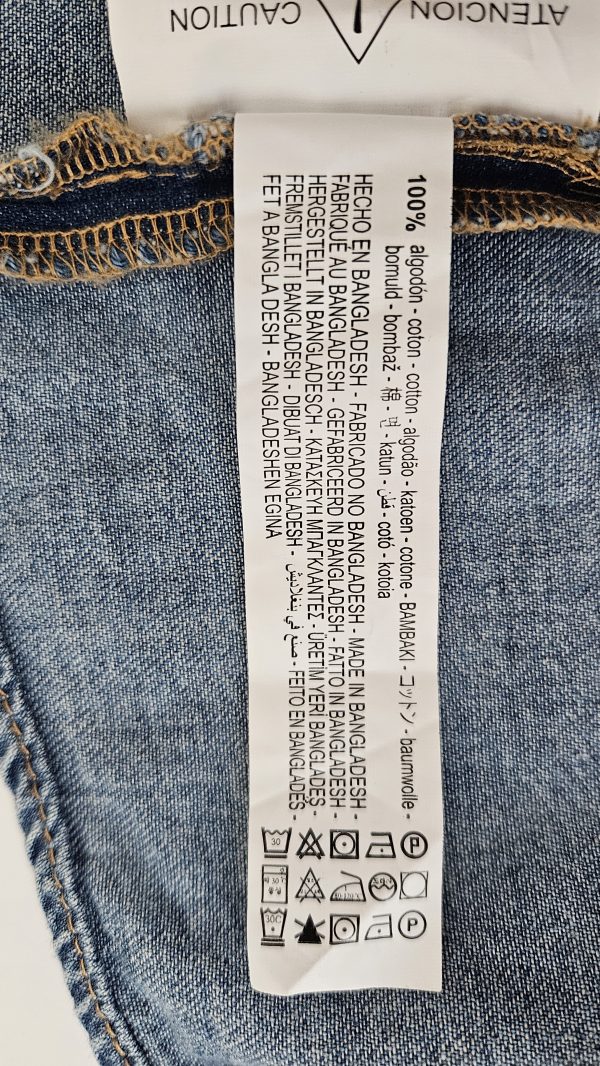 ATENCION
CAUTION
100% algodón - coton - cotton - algodão - katoen - cotone - BAMBAKI - コットン - baumwolle -
bomuld - bombaž - 棉 - 면 - katun - قطن - cotó - kotoia
HECHO EN BANGLADESH - FABRICADO NO BANGLADESH - MADE IN BANGLADESH -
FABRIQUÉ AU BANGLADESH - GEFABRICEERD IN BANGLADESH - FATTO IN BANGLADESH -
HERGESTELLT IN BANGLADESCH - ΚΑΤΑΣΚΕΥΗ ΜΠΑΓΚΛΑΝΤΕΣ - ÜRETİM YERİ BANGLADEŞ -
FREMSTILLET I BANGLADESH - DIBUAT DI BANGLADESH - صنع في بنغلاديش - FEITO EN BANGLADÉS -
FET A BANGLA DESH - BANGLADESHEN EGINA
30 P
30 ℃
30C P